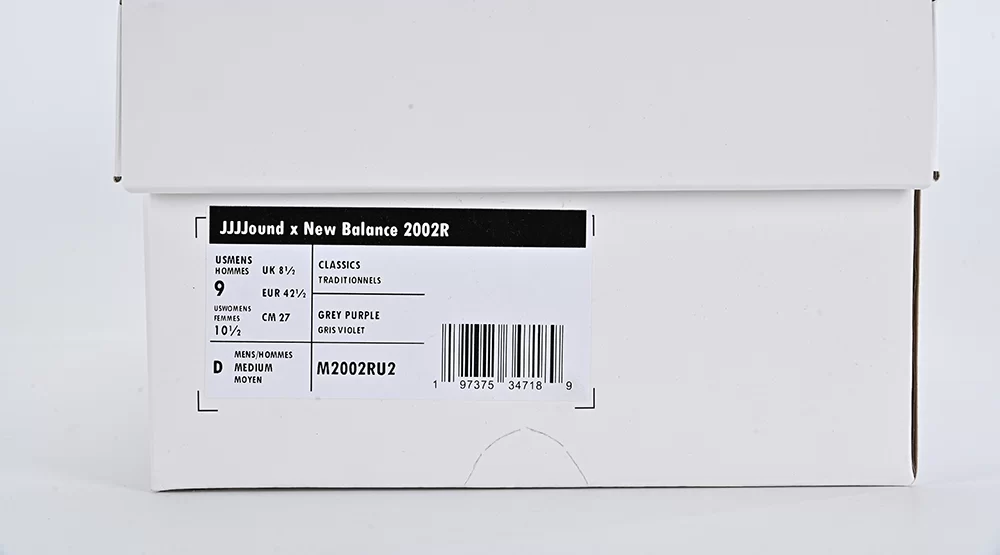 JJJJound x New Balance 2002R
USMENS
HOMMES
9
USWOMENS
FEMMES
10½
UK 8½
EUR 42½
CM 27
CLASSICS
TRADITIONNELS
GREY PURPLE
GRIS VIOLET
D
MENS/HOMMES
MEDIUM
MOYEN
M2002RU2
1 97375 34718 9